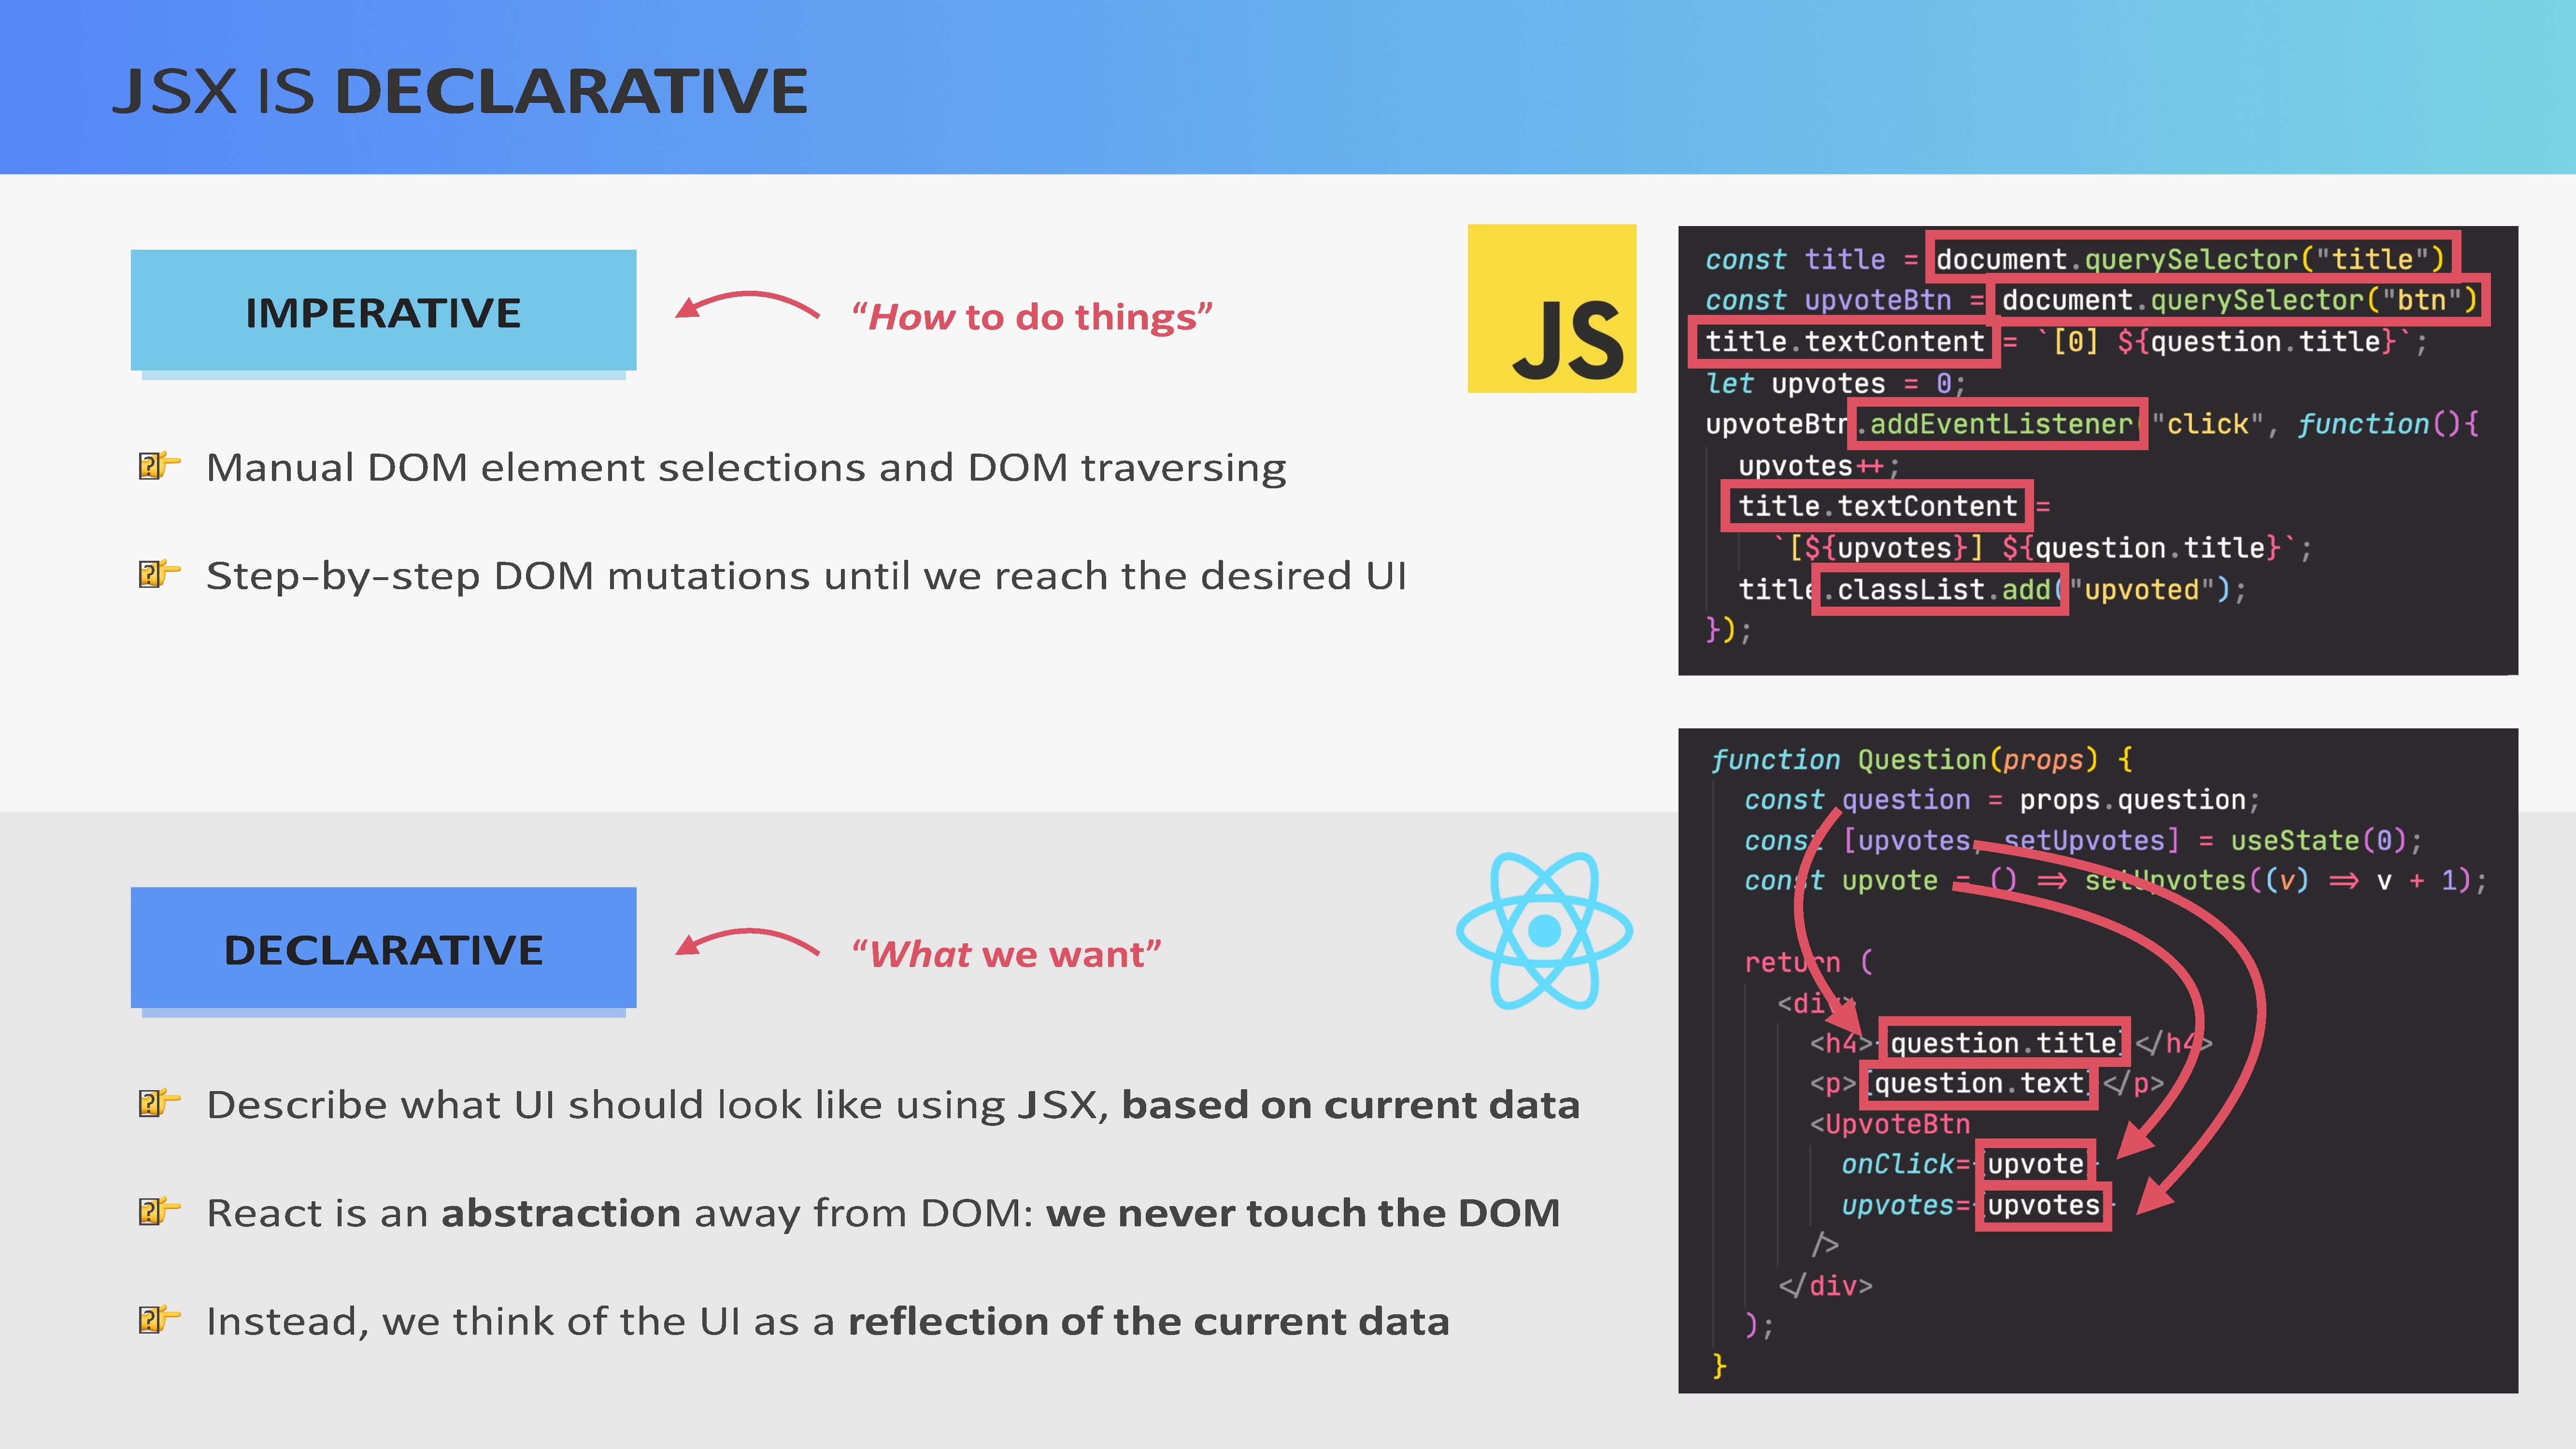 JSX IS DECLARATIVE
IMPERATIVE
“How to do things”
👉 Manual DOM element selections and DOM traversing
👉 Step-by-step DOM mutations until we reach the desired UI
JS
const title = document.querySelector("title")
const upvoteBtn = document.querySelector("btn")
title.textContent = `[0] ${question.title}`;
let upvotes = 0;
upvoteBtn.addEventListener("click", function(){
upvotes++;
title.textContent =
`[${upvotes}] ${question.title}`;
title.classList.add("upvoted");
});
DECLARATIVE
“What we want”
👉 Describe what UI should look like using JSX, based on current data
👉 React is an abstraction away from DOM: we never touch the DOM
👉 Instead, we think of the UI as a reflection of the current data
function Question(props) {
const question = props.question;
const [upvotes, setUpvotes] = useState(0);
const upvote = () => setUpvotes((v) => v + 1);
return (
<div>
<h4>{question.title}</h4>
<p>{question.text}</p>
<UpvoteBtn
onClick={upvote}
upvotes={upvotes}
/>
</div>
);
}